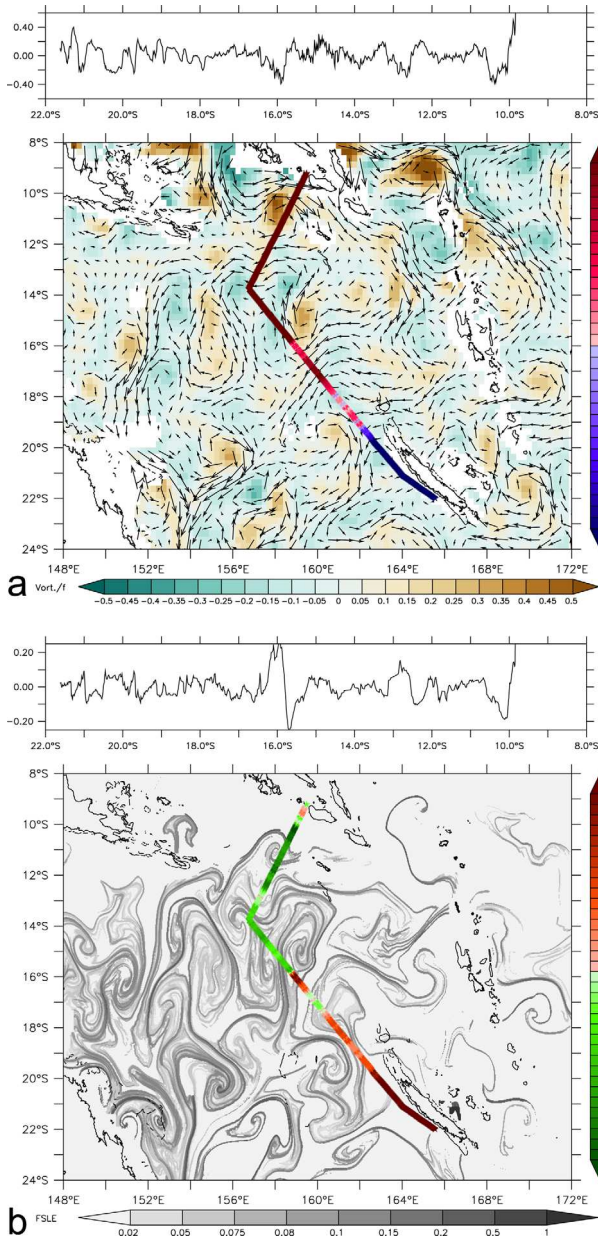 0.40
0.00
−0.40
22.0°S 20.0°S 18.0°S 16.0°S 14.0°S 12.0°S 10.0°S 8.0°S
8°S
10°S
12°S
14°S
16°S
18°S
20°S
22°S
24°S
148°E 152°E 156°E 160°E 164°E 168°E 172°E
a Vort./f
−0.5 −0.45 −0.4 −0.35 −0.3 −0.25 −0.2 −0.15 −0.1 −0.05 0 0.05 0.1 0.15 0.2 0.25 0.3 0.35 0.4 0.45 0.5
0.20
0.00
−0.20
22.0°S 20.0°S 18.0°S 16.0°S 14.0°S 12.0°S 10.0°S 8.0°S
8°S
10°S
12°S
14°S
16°S
18°S
20°S
22°S
24°S
148°E 152°E 156°E 160°E 164°E 168°E 172°E
b FSLE
0.02 0.05 0.075 0.08 0.1 0.15 0.2 0.5 1